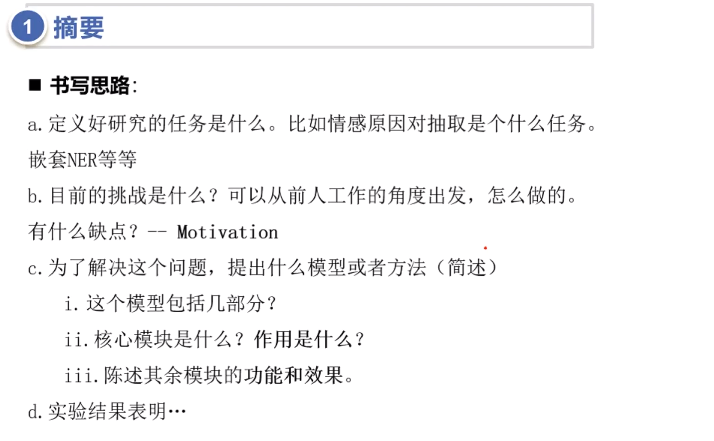 1 摘要
■ 书写思路：
a.定义好研究的任务是什么。比如情感原因对抽取是个什么任务。
嵌套NER等等
b.目前的挑战是什么？可以从前人工作的角度出发，怎么做的。
有什么缺点？-- Motivation
c.为了解决这个问题，提出什么模型或者方法（简述）
i.这个模型包括几部分？
ii.核心模块是什么？作用是什么？
iii.陈述其余模块的功能和效果。
d.实验结果表明…